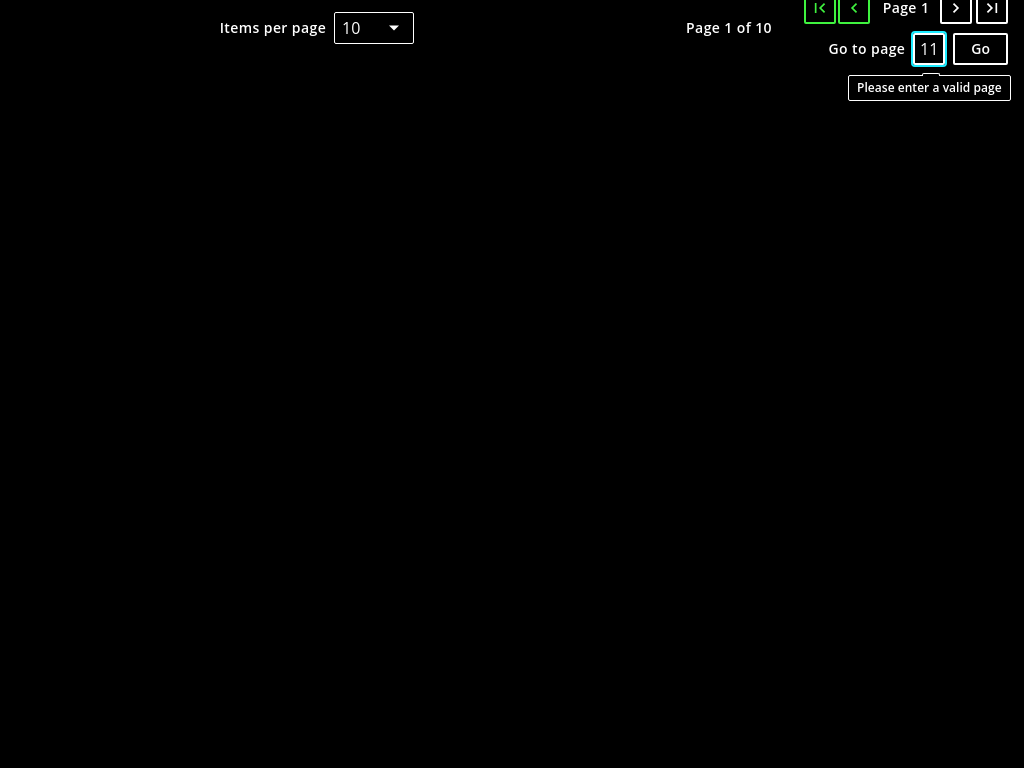 Items per page 10
Page 1 of 10
Page 1
Go to page 11 Go
Please enter a valid page